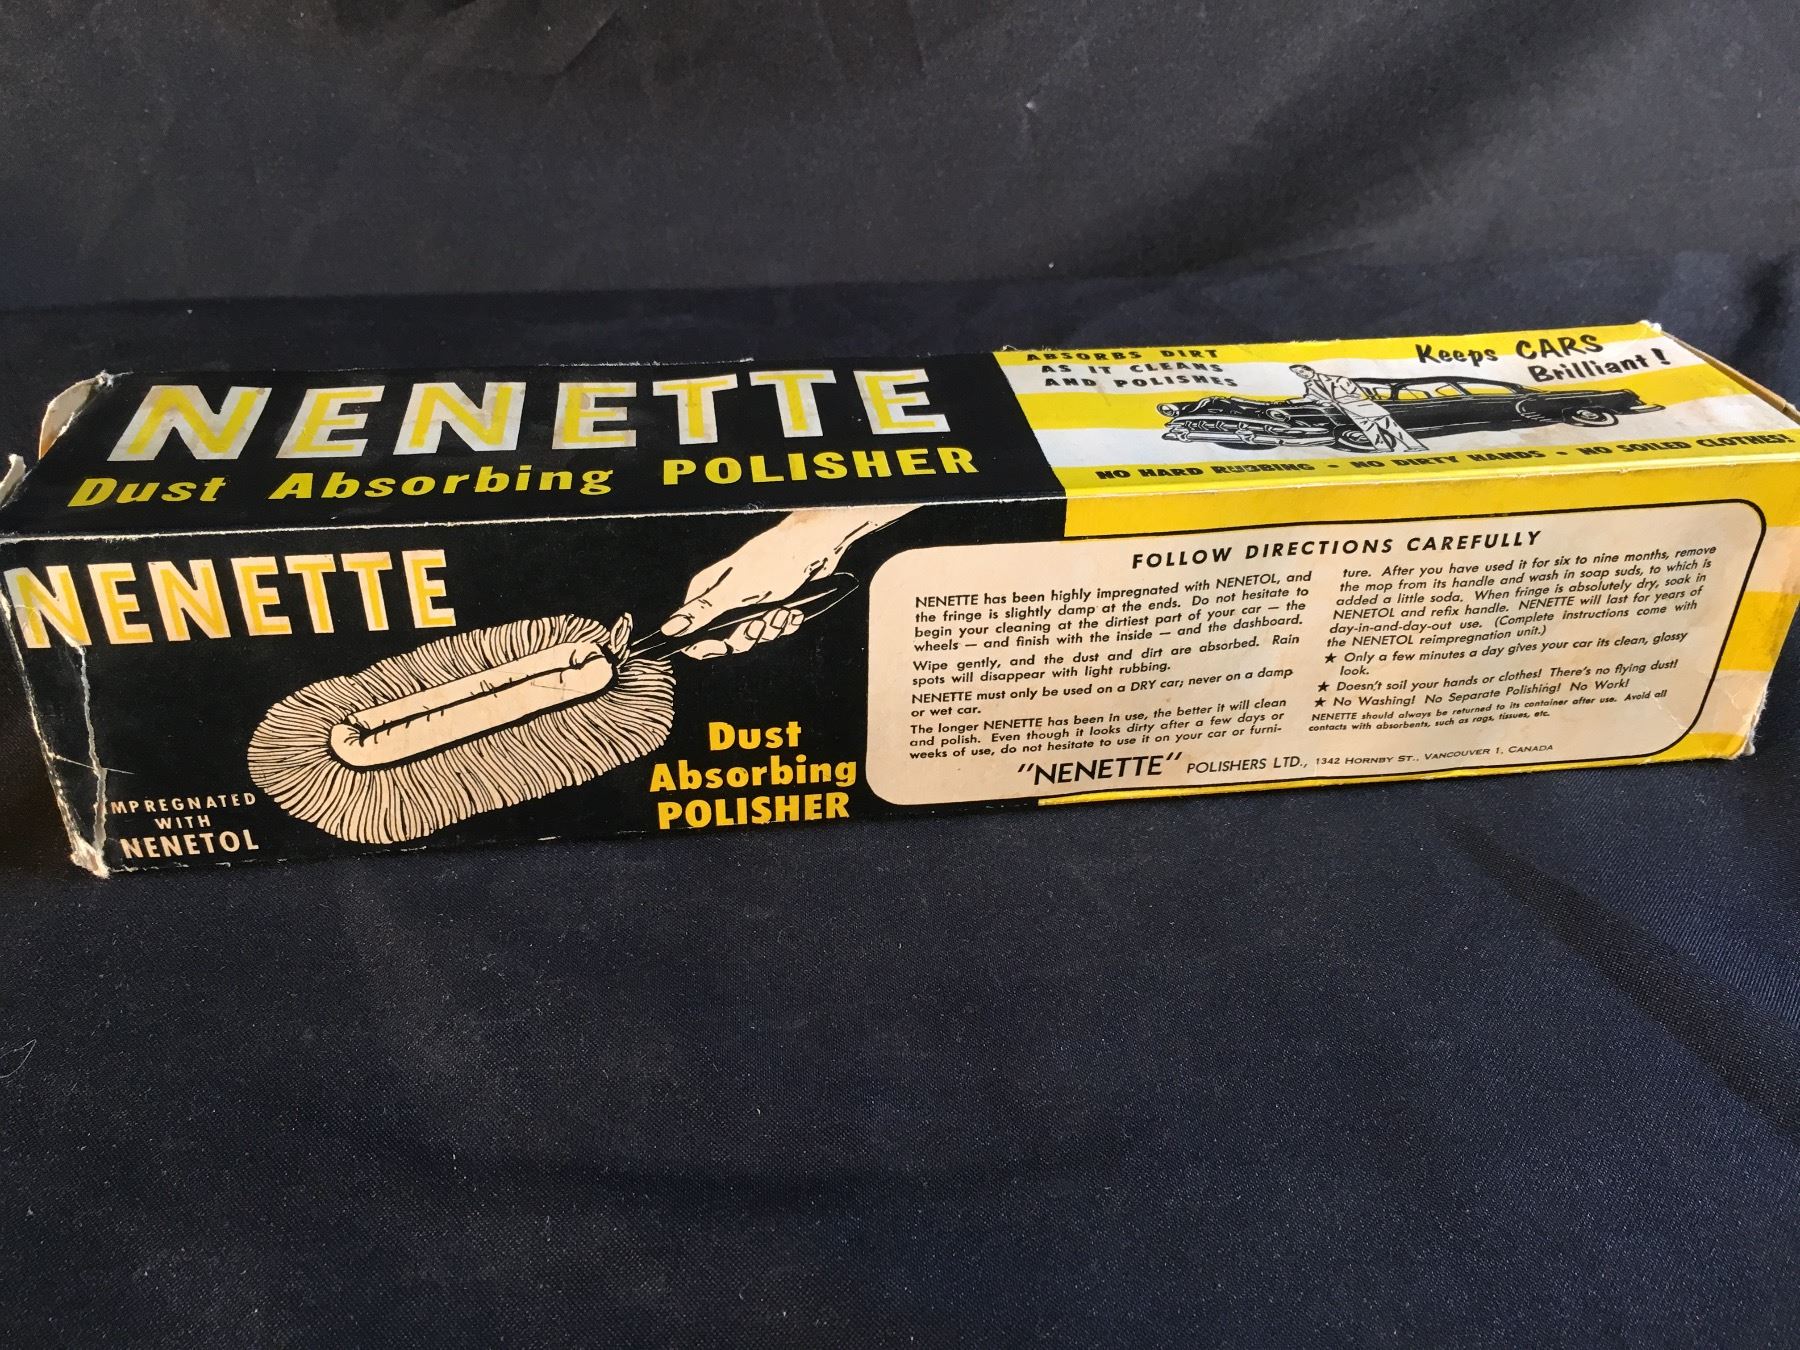 NENETTE
Dust Absorbing POLISHER
ABSORBS DIRT
AS IT CLEANS
AND POLISHES
Keeps CARS
Brilliant!
NO HARD RUBBING • NO DIRTY HANDS • NO SOILED CLOTHES!
NENETTE
IMPREGNATED
WITH
NENETOL
Dust
Absorbing
POLISHER
FOLLOW DIRECTIONS CAREFULLY
NENETTE has been highly impregnated with NENETOL, and
the fringe is slightly damp at the ends. Do not hesitate to
begin your cleaning at the dirtiest part of your car — the
wheels — and finish with the inside — and the dashboard.
Wipe gently, and the dust and dirt are absorbed. Rain
spots will disappear with light rubbing.
NENETTE must only be used on a DRY car; never on a damp
or wet car.
The longer NENETTE has been in use, the better it will clean
and polish. Even though it looks dirty after a few days or
weeks of use, do not hesitate to use it on your car or furni-
ture. After you have used it for six to nine months, remove
the mop from its handle and wash in soap suds, to which is
added a little soda. When fringe is absolutely dry, soak in
NENETOL and refix handle. NENETTE will last for years of
day-in-and-day-out use. (Complete instructions come with
the NENETOL reimpregnation unit.)
★ Only a few minutes a day gives your car its clean, glossy
look.
★ Doesn't soil your hands or clothes! There's no flying dust!
★ No Washing! No Separate Polishing! No Work!
NENETTE should always be returned to its container after use. Avoid all
contacts with absorbents, such as rags, tissues, etc.
"NENETTE" POLISHERS LTD., 1342 HORNBY ST., VANCOUVER 1, CANADA